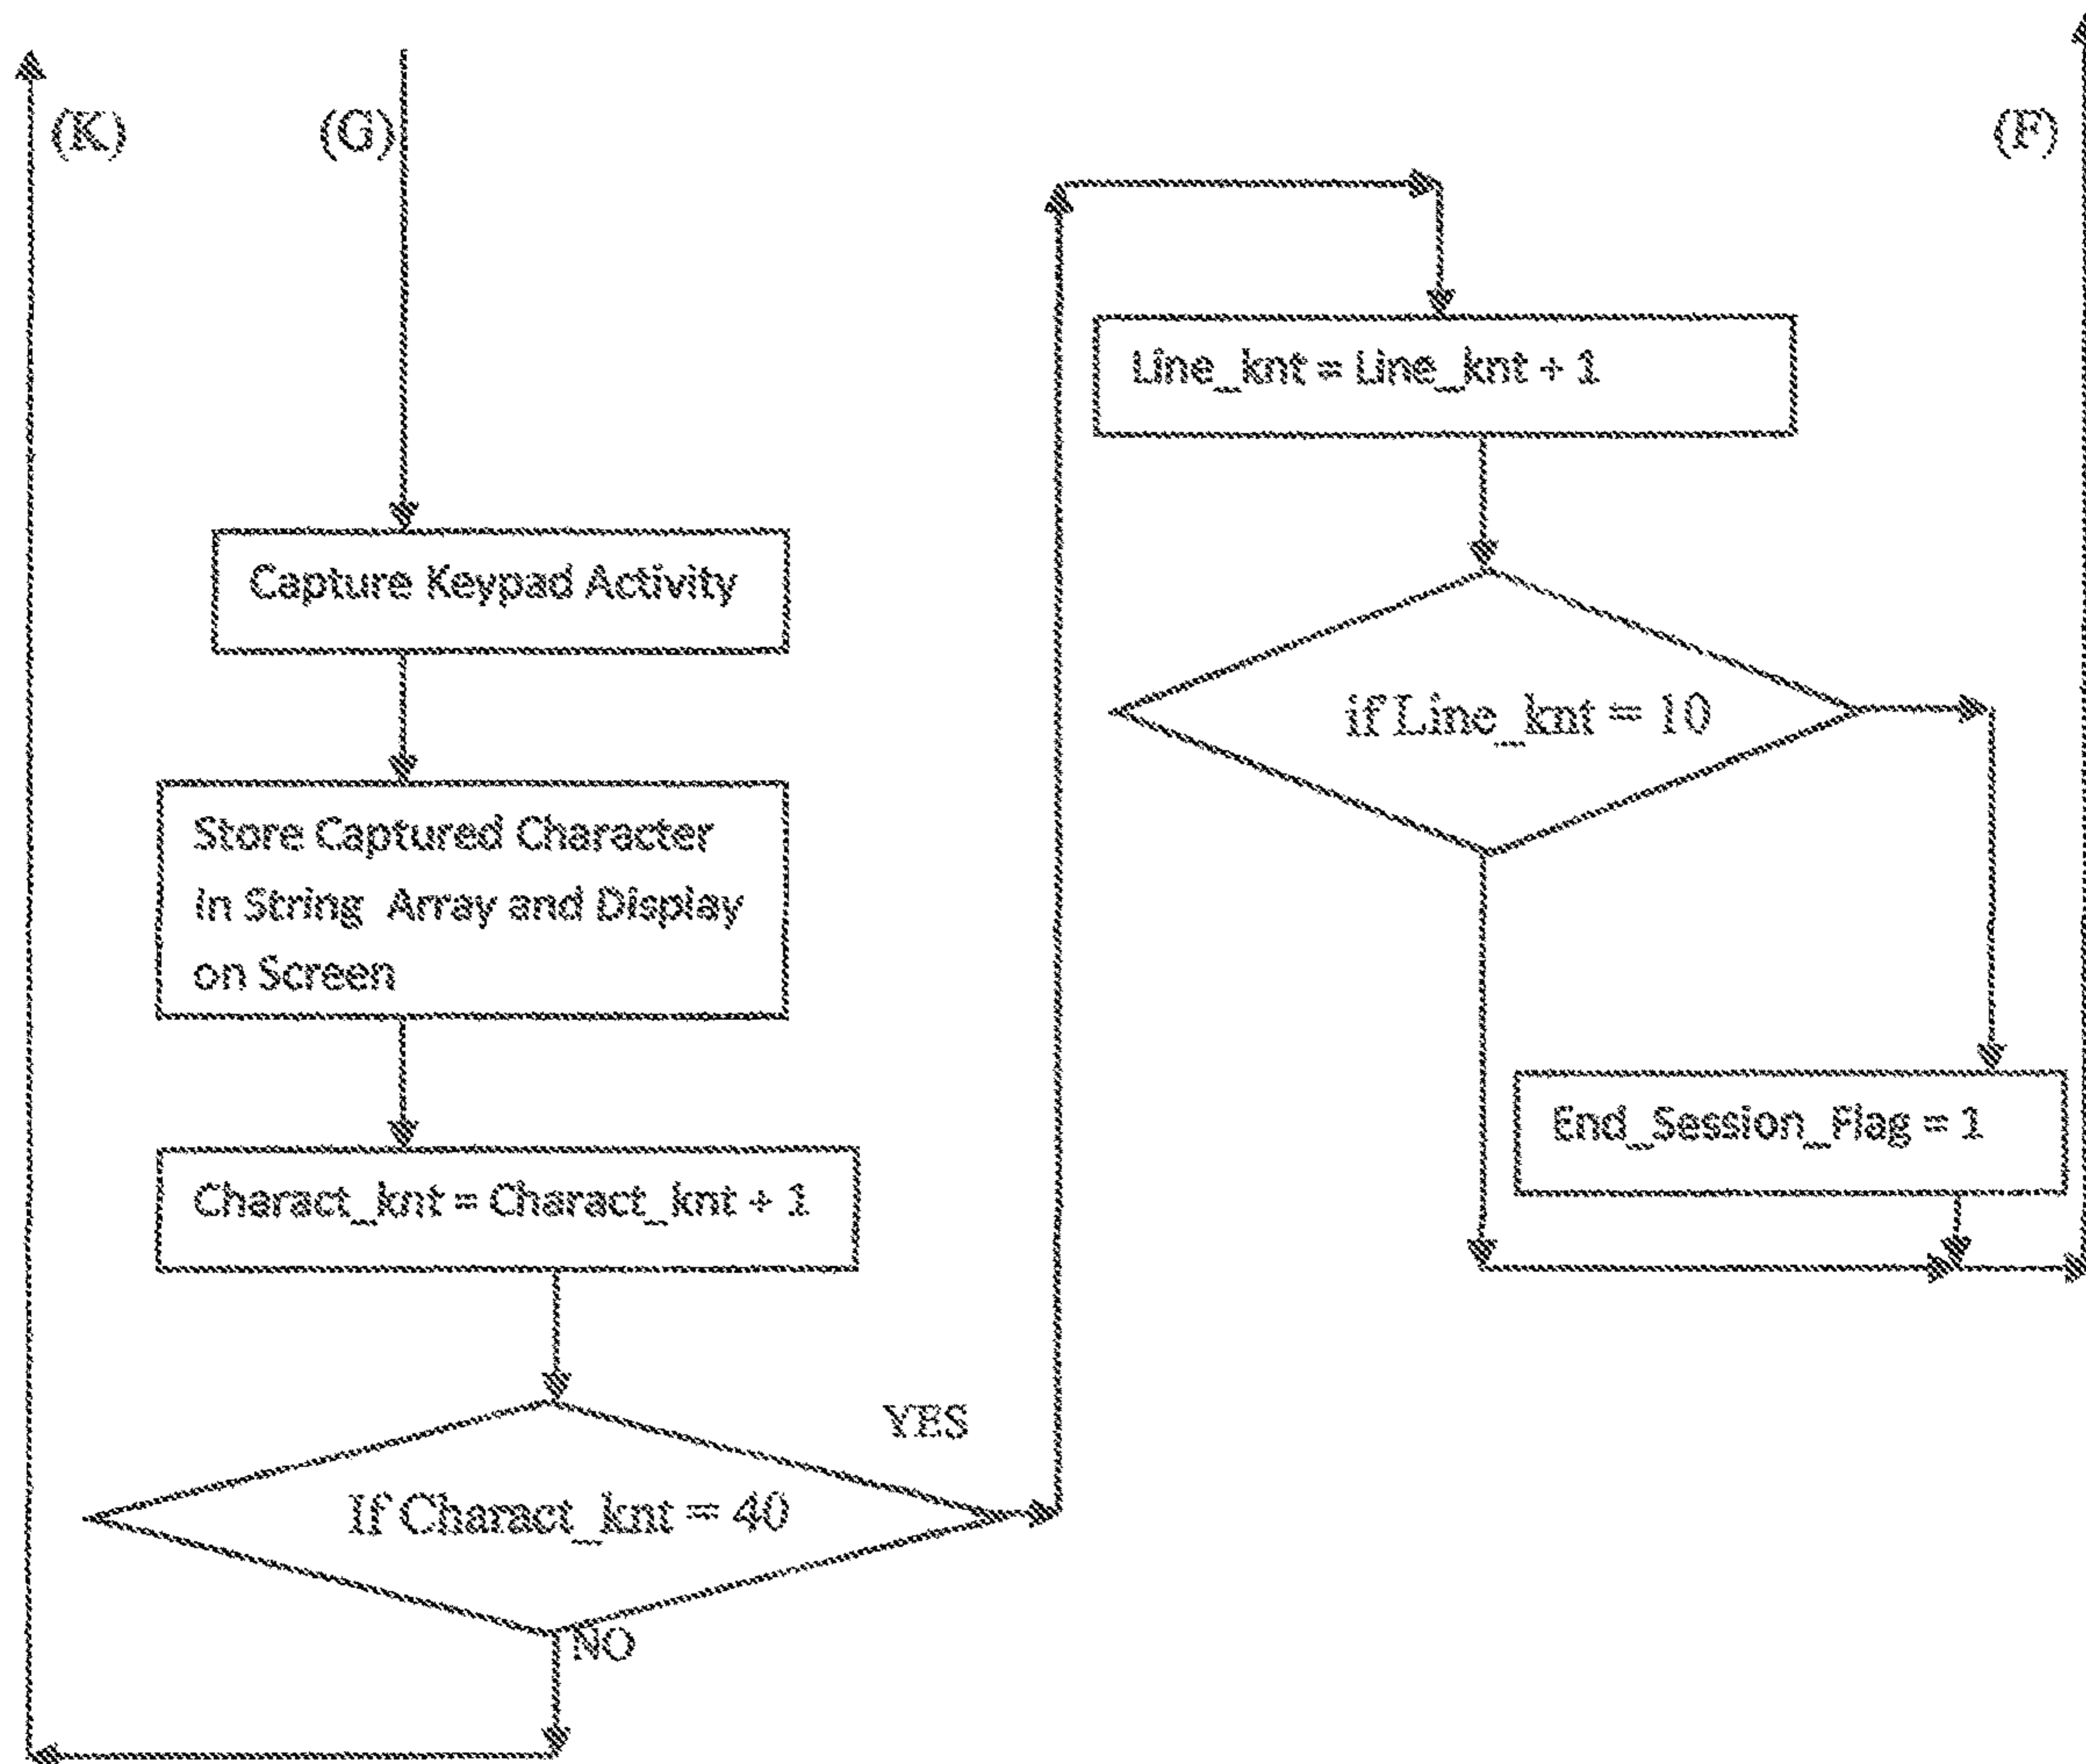 (K)
(G)
(F)
Capture Keypad Activity
Store Captured Character
In String Array and Display
on Screen
Charact_knt = Charact_knt + 1
If Charact_knt = 40
YES
NO
Line_knt = Line_knt + 1
if Line_knt = 10
End_Session_Flag = 1